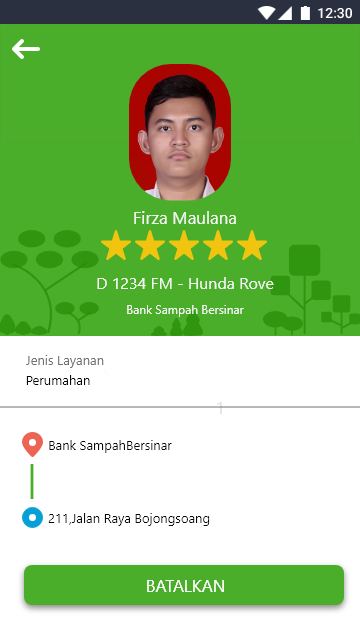 12:30
Firza Maulana
D 1234 FM - Hunda Rove
Bank Sampah Bersinar
Jenis Layanan
Perumahan
1
Bank SampahBersinar
211,Jalan Raya Bojongsoang
BATALKAN